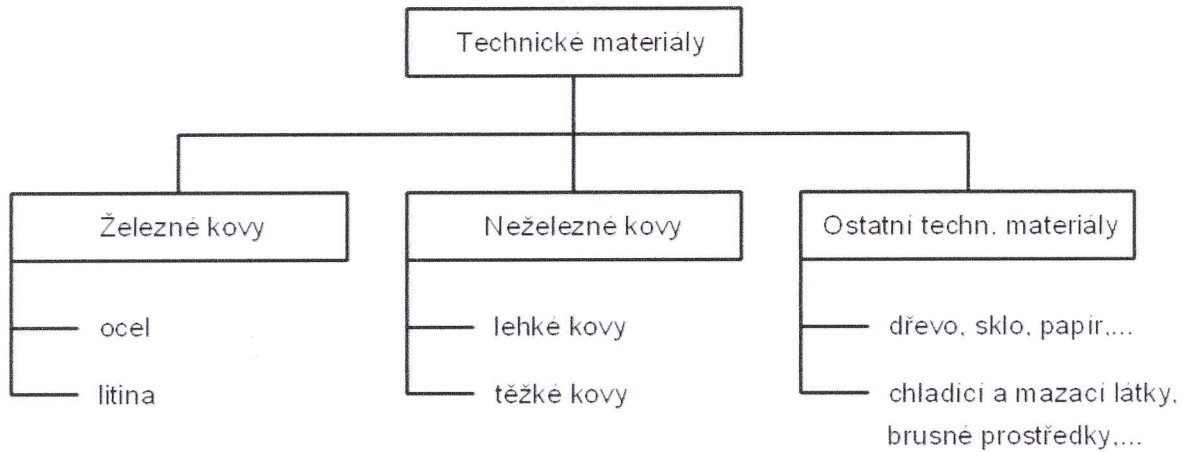 Technické materiály
Železné kovy
ocel
litina
Neželezné kovy
lehké kovy
těžké kovy
Ostatní techn. materiály
dřevo, sklo, papír,...
chladící a mazací látky,
brusné prostředky,...